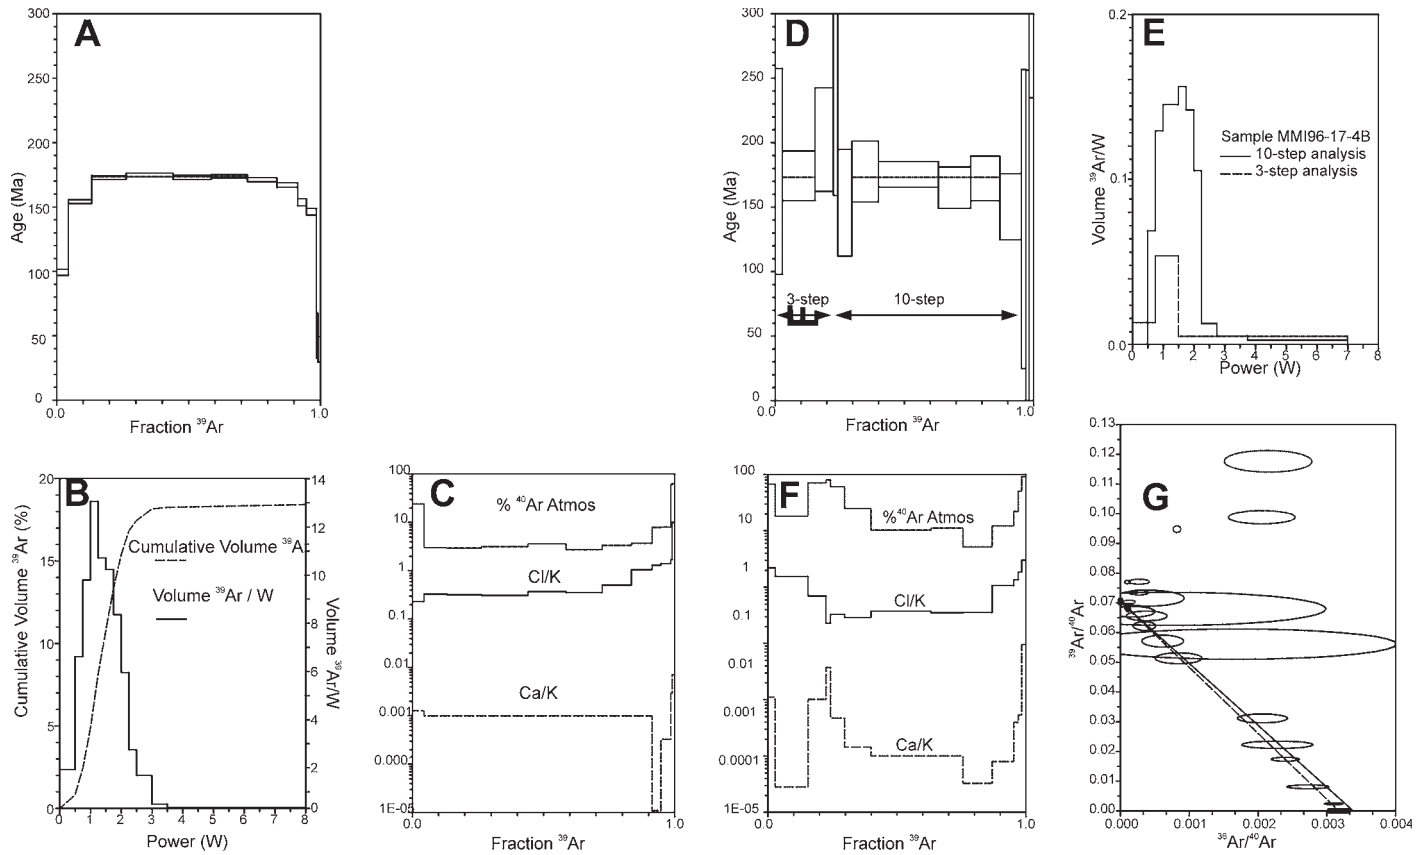 A
300
250
200
150
100
50
0
Age (Ma)
0.0
1.0
Fraction ³⁹Ar
D
300
250
200
150
100
50
0
Age (Ma)
3-step
10-step
F
0.0
1.0
Fraction ³⁹Ar
E
0.2
0.1
0.0
Volume ³⁹Ar/W
Sample MMI96-17-4B
10-step analysis
3-step analysis
0 1 2 3 4 5 6 7 8
Power (W)
B
20
15
10
5
0
Cumulative Volume ³⁹Ar (%)
14
12
10
8
6
4
2
0
Volume ³⁹Ar/W
Cumulative Volume ³⁹A
Volume ³⁹Ar / W
0 1 2 3 4 5 6 7 8
Power (W)
C
100
10
1
0.1
0.01
0.001
0.0001
1E-05
% ⁴⁰Ar Atmos
Cl/K
Ca/K
0.0
1.0
Fraction ³⁹Ar
F
100
10
1
0.1
0.01
0.001
0.0001
1E-05
%⁴⁰Ar Atmos
Cl/K
Ca/K
0.0
1.0
Fraction ³⁹Ar
G
0.13
0.12
0.11
0.10
0.09
0.08
0.07
0.06
0.05
0.04
0.03
0.02
0.01
0.00
³⁹Ar/⁴⁰Ar
0.000 0.001 0.002 0.003 0.004
³⁶Ar/⁴⁰Ar